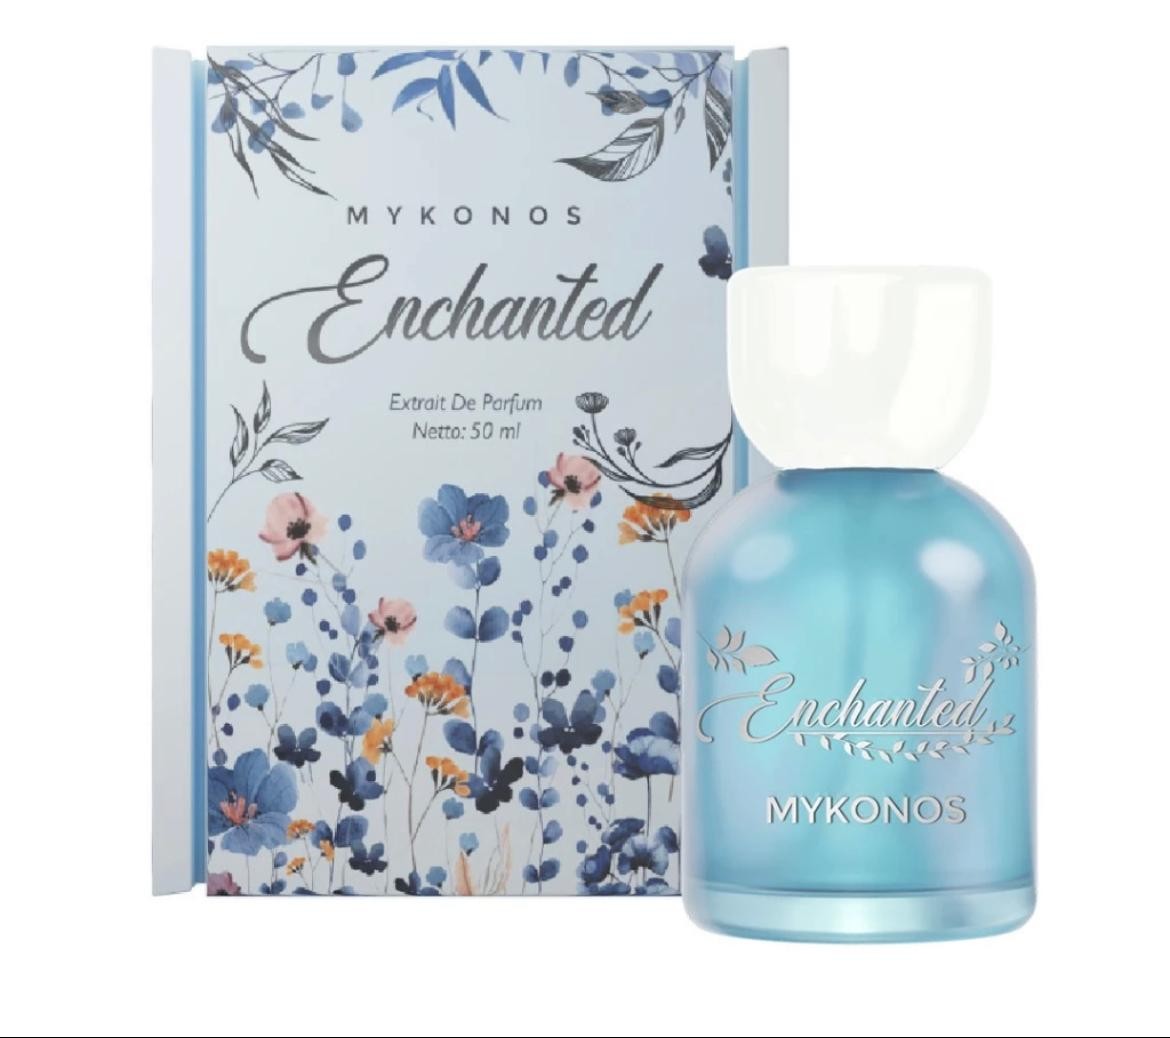 MYKONOS
Enchanted
Extrait De Parfum
Netto: 50 ml
Enchanted
MYKONOS